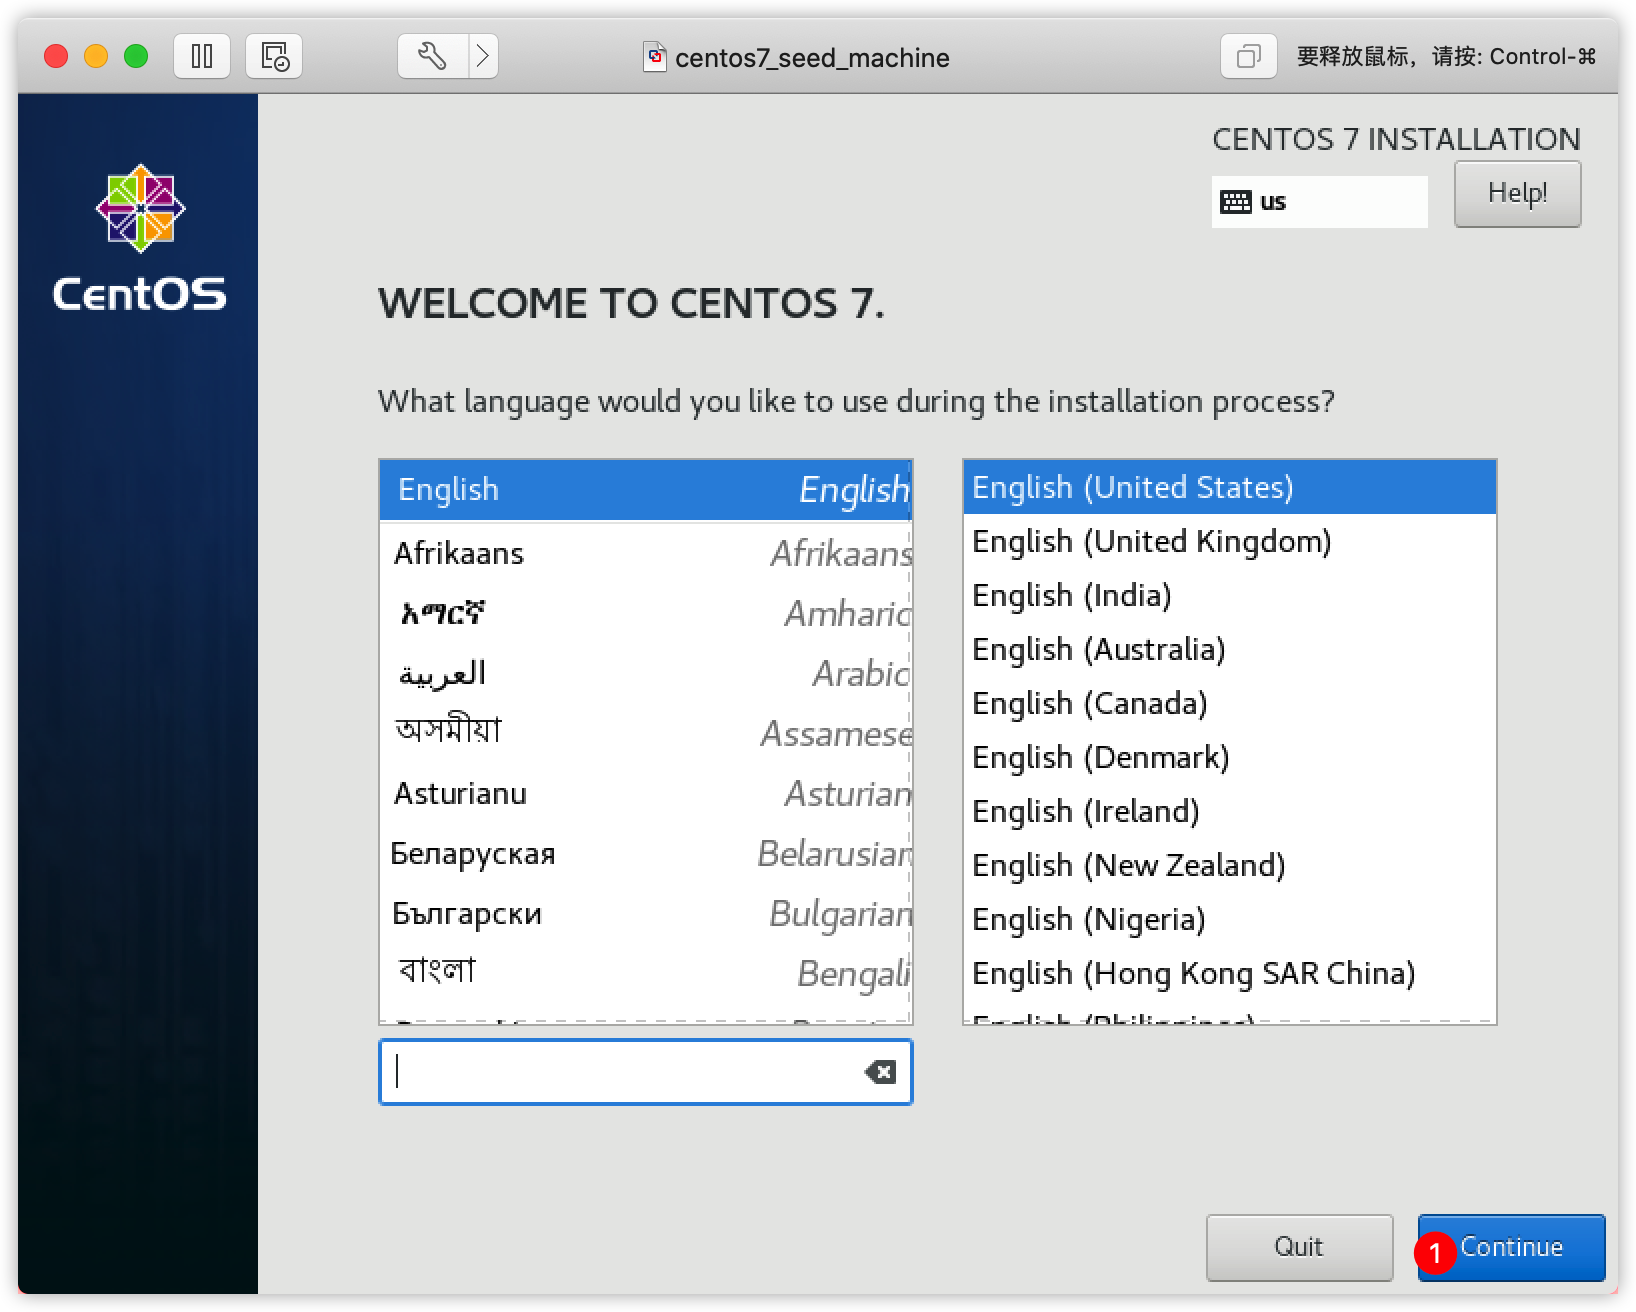 centos7_seed_machine
要释放鼠标，请按: Control-⌘
CentOS
CENTOS 7 INSTALLATION
us
Help!
WELCOME TO CENTOS 7.
What language would you like to use during the installation process?
English English
Afrikaans Afrikaans
አማርኛ Amharic
العربية Arabic
অসমীয়া Assamese
Asturianu Asturian
Беларуская Belarusian
Български Bulgarian
বাংলা Bengali
English (United States)
English (United Kingdom)
English (India)
English (Australia)
English (Canada)
English (Denmark)
English (Ireland)
English (New Zealand)
English (Nigeria)
English (Hong Kong SAR China)
English (Philippines)
Quit
1 Continue